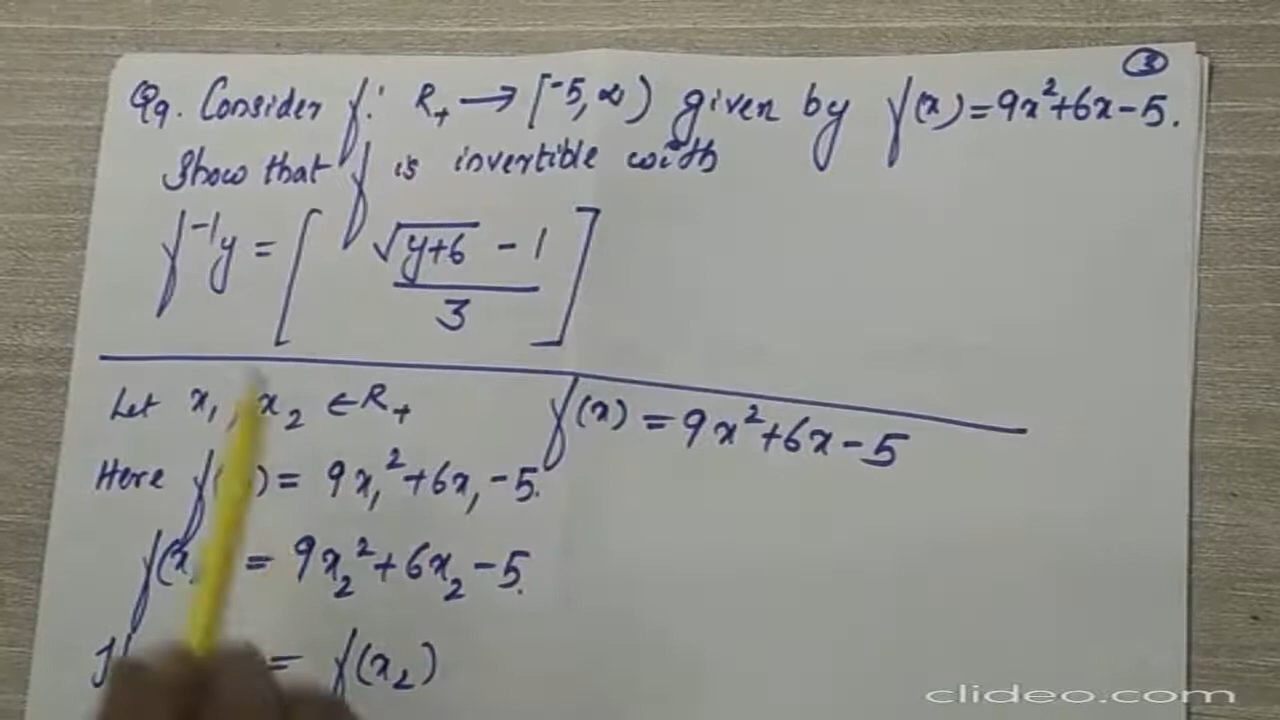 ③
Q9. Consider f: R₊ → [-5, ∞) given by f(x) = 9x² + 6x - 5.
Show that f is invertible with
f⁻¹y = [ (√(y+6) - 1) / 3 ]
Let x₁, x₂ ∈ R₊
f(x) = 9x² + 6x - 5
Here f( ) = 9x₁² + 6x₁ - 5.
f(x = 9x₂² + 6x₂ - 5.
= f(x₂)
clideo.com